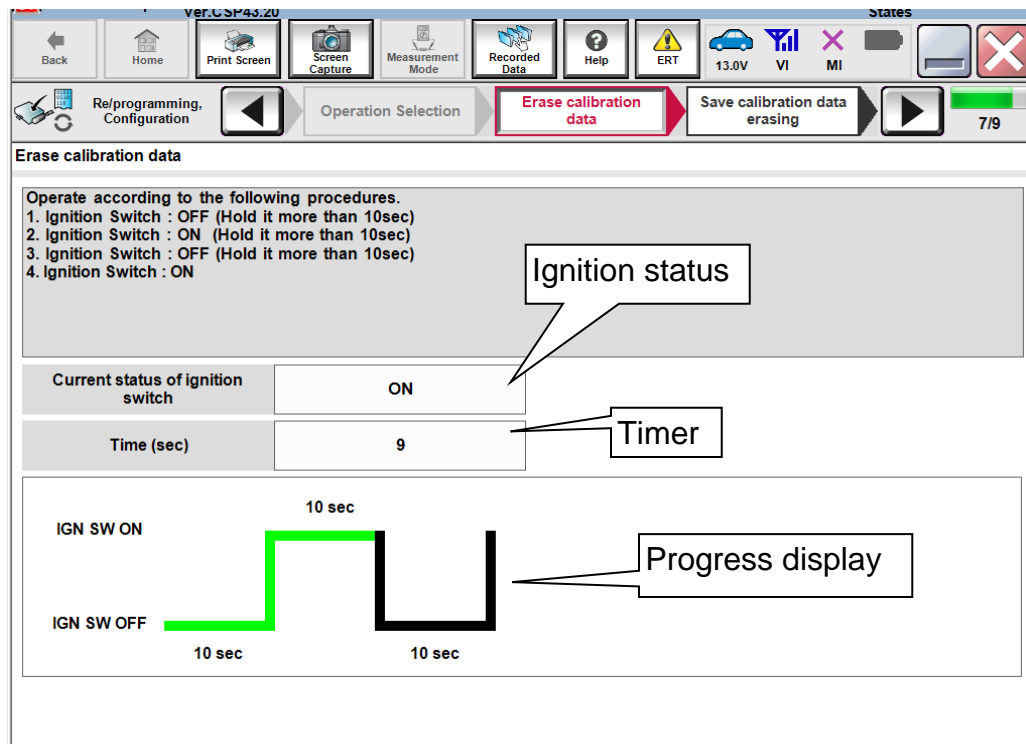 Ver.CSP43.20
States
Back
Home
Print Screen
Screen
Capture
Measurement
Mode
Recorded
Data
Help
ERT
13.0V
VI
MI
Re/programming,
Configuration
Operation Selection
Erase calibration
data
Save calibration data
erasing
7/9
Erase calibration data
Operate according to the following procedures.
1. Ignition Switch : OFF (Hold it more than 10sec)
2. Ignition Switch : ON (Hold it more than 10sec)
3. Ignition Switch : OFF (Hold it more than 10sec)
4. Ignition Switch : ON
Ignition status
Current status of ignition
switch
ON
Time (sec)
9
Timer
10 sec
IGN SW ON
Progress display
IGN SW OFF
10 sec
10 sec